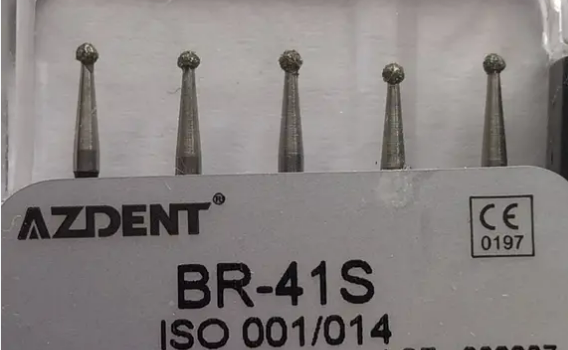 AZDENT®
CE
0197
BR-41S
ISO 001/014